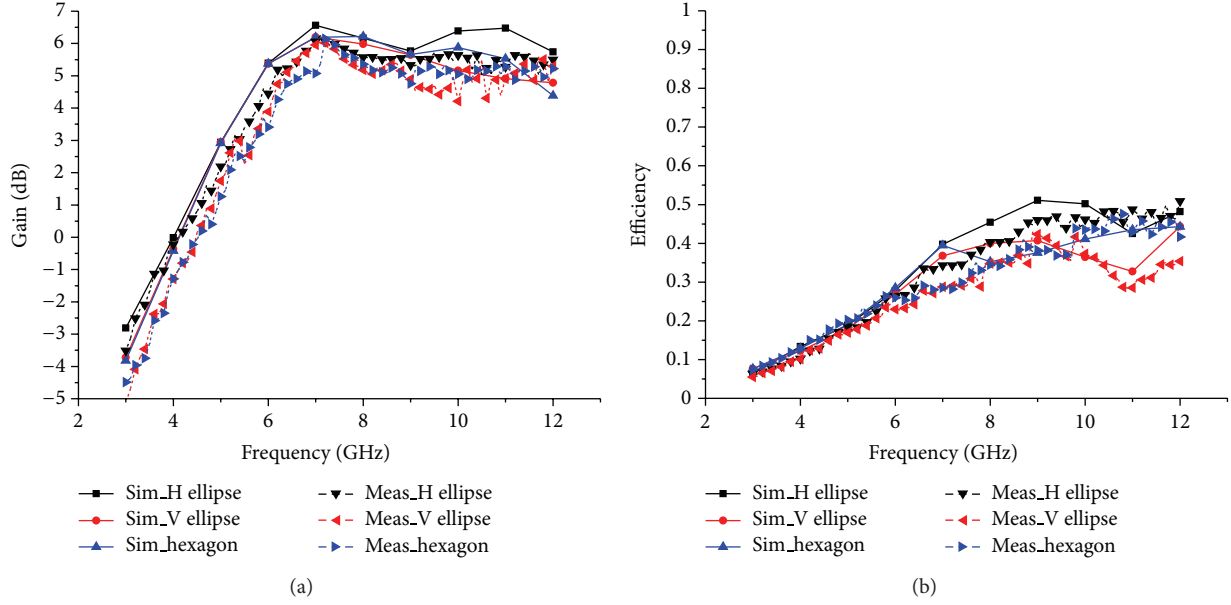 7
6
5
4
3
2
1
0
−1
−2
−3
−4
−5
Gain (dB)
2 4 6 8 10 12
Frequency (GHz)
Sim_H ellipse
Sim_V ellipse
Sim_hexagon
Meas_H ellipse
Meas_V ellipse
Meas_hexagon
(a)
1
0.9
0.8
0.7
0.6
0.5
0.4
0.3
0.2
0.1
0
Efficiency
2 4 6 8 10 12
Frequency (GHz)
Sim_H ellipse
Sim_V ellipse
Sim_hexagon
Meas_H ellipse
Meas_V ellipse
Meas_hexagon
(b)